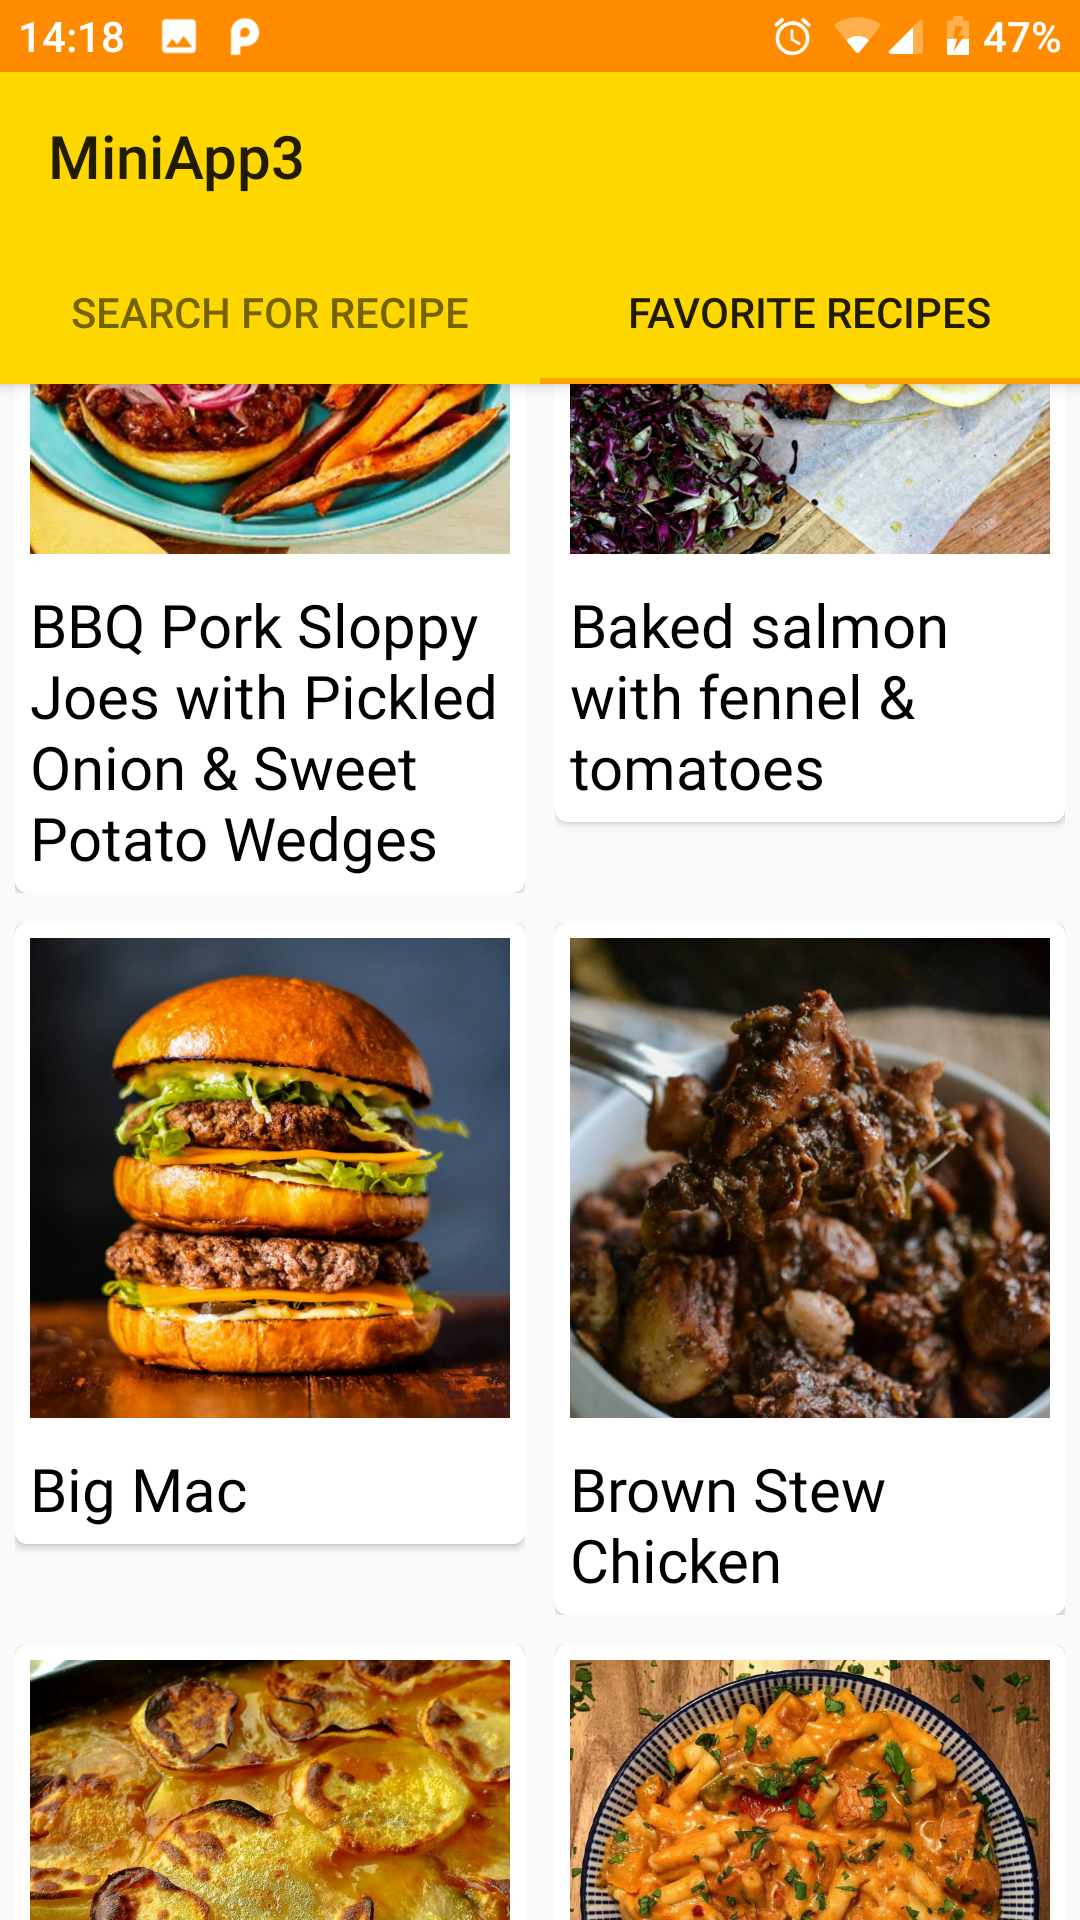 14:18
47%
MiniApp3
SEARCH FOR RECIPE
FAVORITE RECIPES
BBQ Pork Sloppy
Joes with Pickled
Onion & Sweet
Potato Wedges
Baked salmon
with fennel &
tomatoes
Big Mac
Brown Stew
Chicken